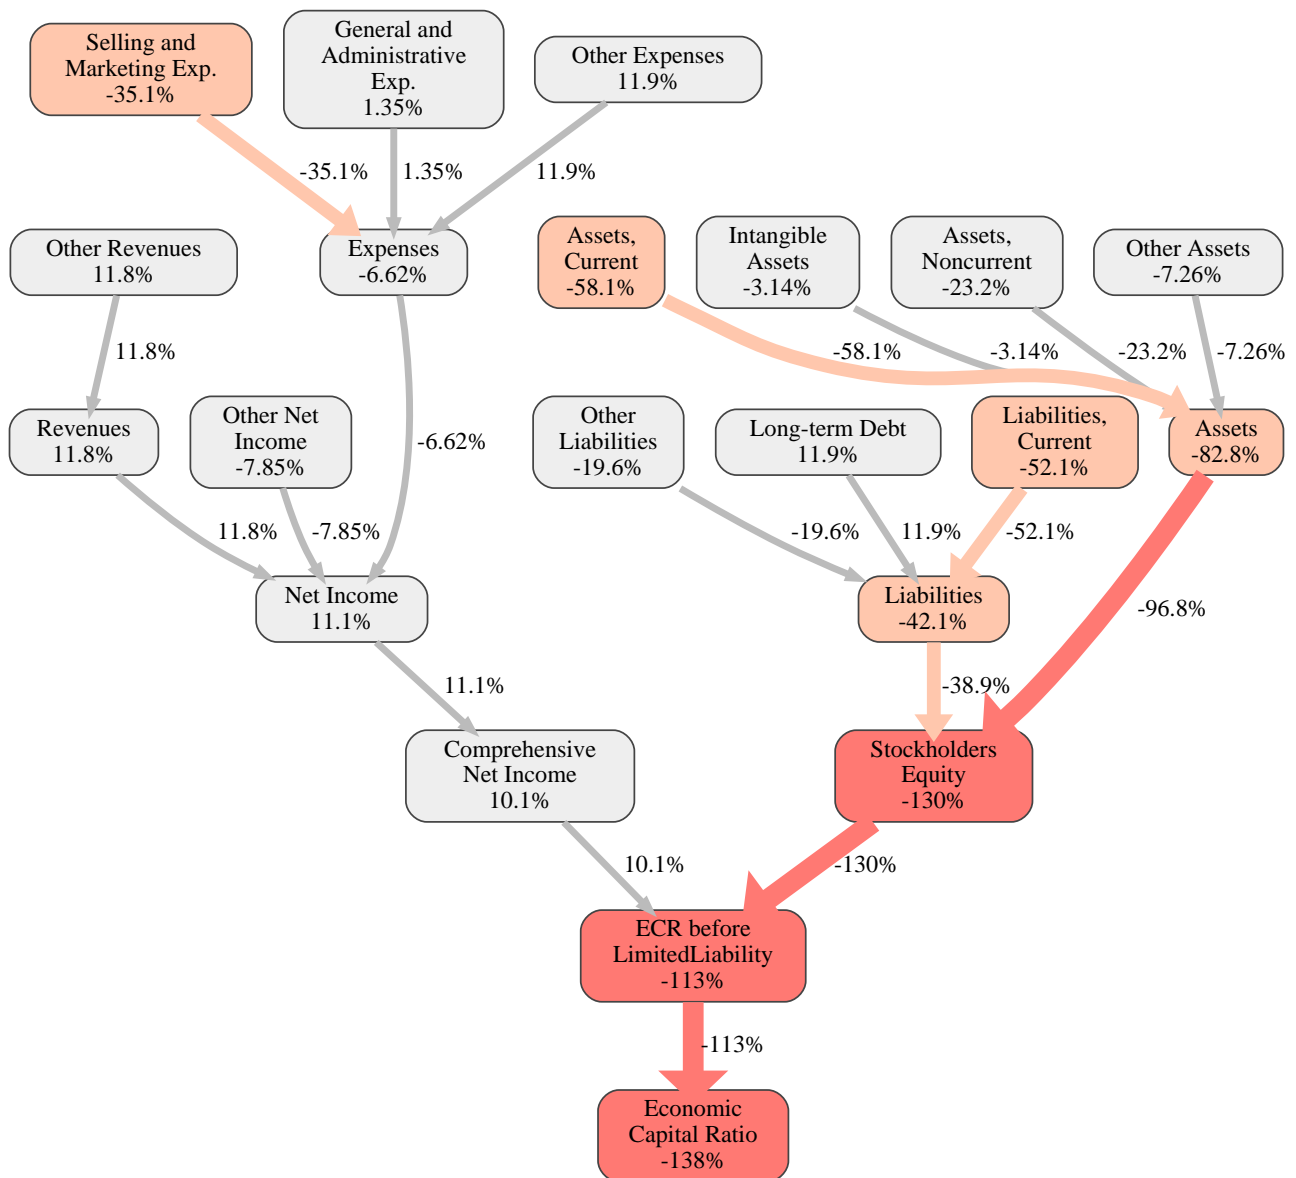 Selling and
Marketing Exp.
-35.1%
General and
Administrative
Exp.
1.35%
Other Expenses
11.9%
-35.1%
1.35%
11.9%
Other Revenues
11.8%
Expenses
-6.62%
Assets,
Current
-58.1%
Intangible
Assets
-3.14%
Assets,
Noncurrent
-23.2%
Other Assets
-7.26%
11.8%
-58.1%
-3.14%
-23.2%
-7.26%
Revenues
11.8%
Other Net
Income
-7.85%
-6.62%
Other
Liabilities
-19.6%
Long-term Debt
11.9%
Liabilities,
Current
-52.1%
Assets
-82.8%
11.8%
-7.85%
-19.6%
11.9%
-52.1%
Net Income
11.1%
Liabilities
-42.1%
-96.8%
11.1%
-38.9%
Comprehensive
Net Income
10.1%
Stockholders
Equity
-130%
10.1%
-130%
ECR before
LimitedLiability
-113%
-113%
Economic
Capital Ratio
-138%